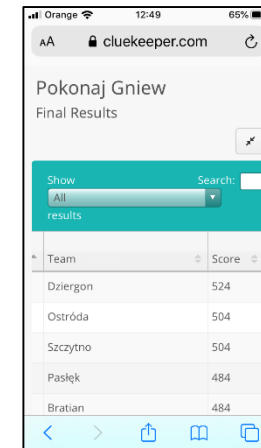 Orange 12:49 65%
AA cluekeeper.com
Pokonaj Gniew
Final Results
Show Search:
All
results
Team Score
Dziergon 524
Ostróda 504
Szczytno 504
Pasłęk 484
Bratian 484